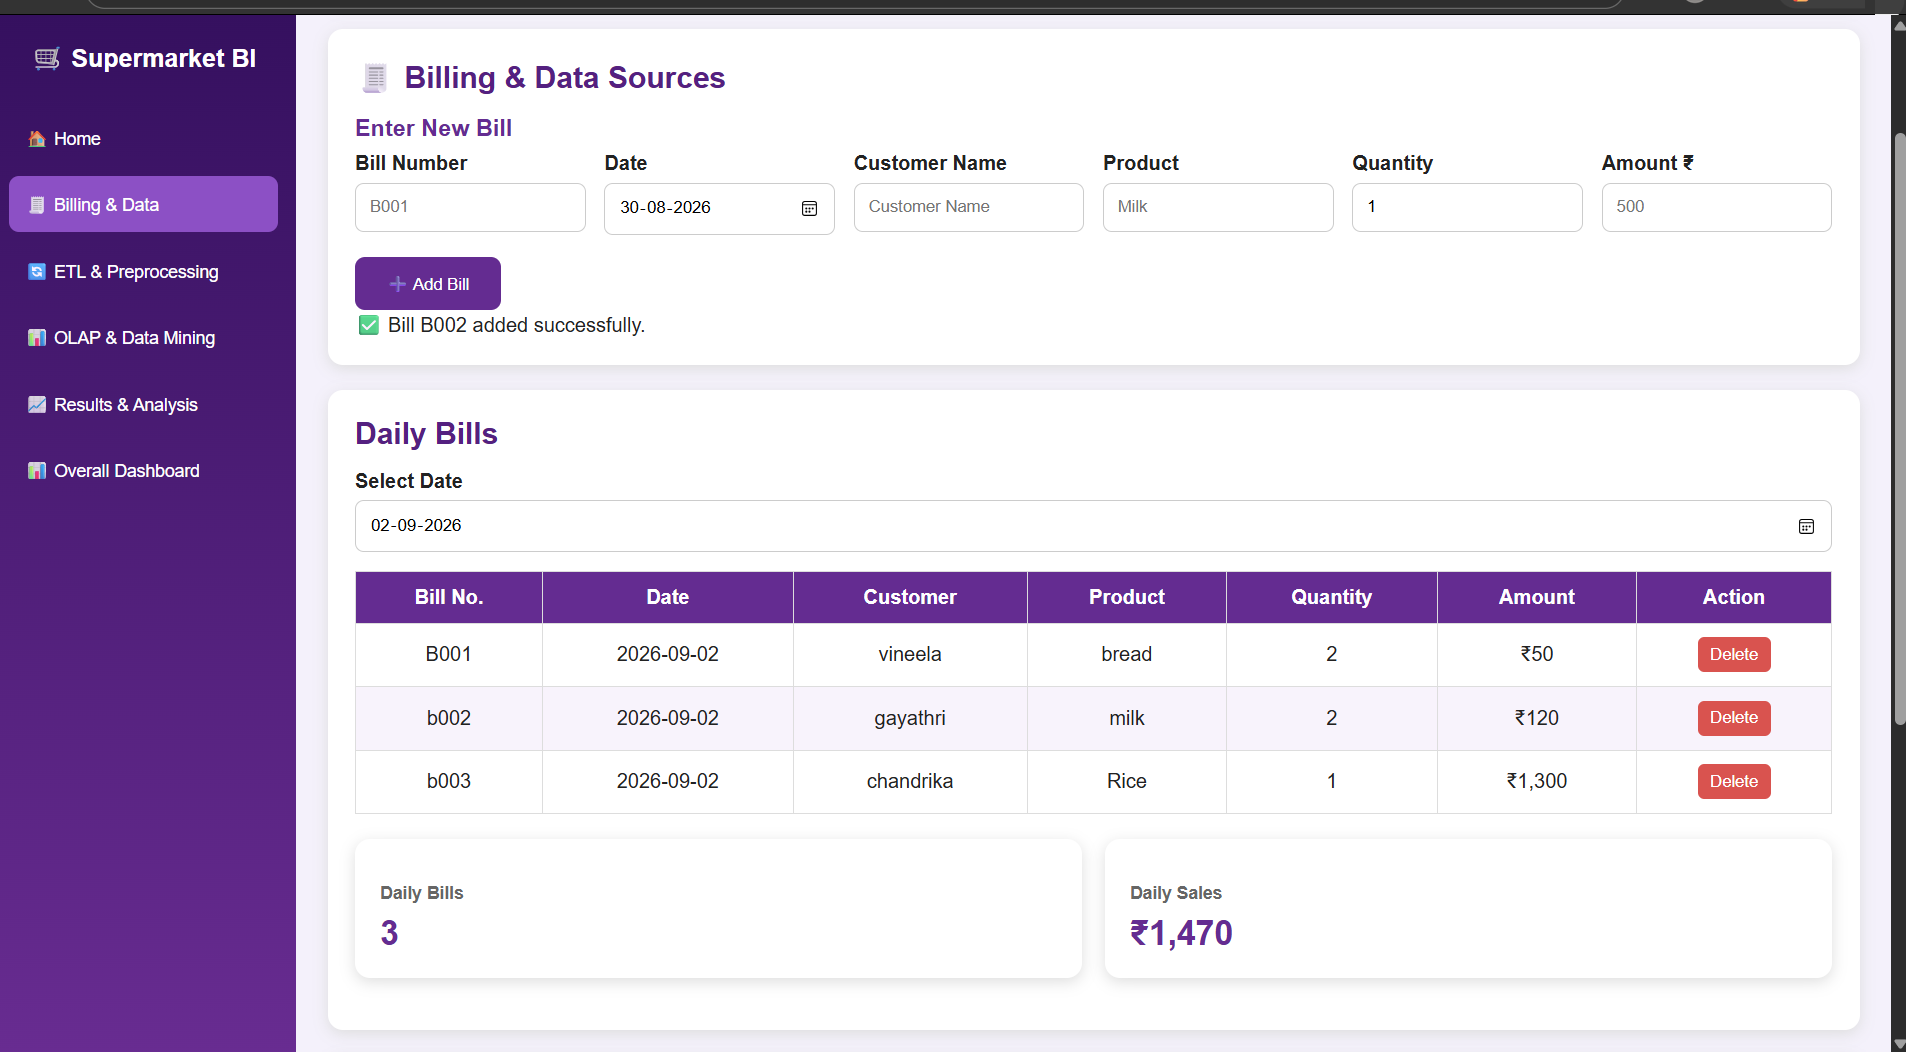 Supermarket BI
Home
Billing & Data
ETL & Preprocessing
OLAP & Data Mining
Results & Analysis
Overall Dashboard
Billing & Data Sources
Enter New Bill
Bill Number Date Customer Name Product Quantity Amount ₹
B001 30-08-2026 Customer Name Milk 1 500
Add Bill
Bill B002 added successfully.
Daily Bills
Select Date
02-09-2026
Bill No. Date Customer Product Quantity Amount Action
B001 2026-09-02 vineela bread 2 ₹50 Delete
b002 2026-09-02 gayathri milk 2 ₹120 Delete
b003 2026-09-02 chandrika Rice 1 ₹1,300 Delete
Daily Bills
3
Daily Sales
₹1,470